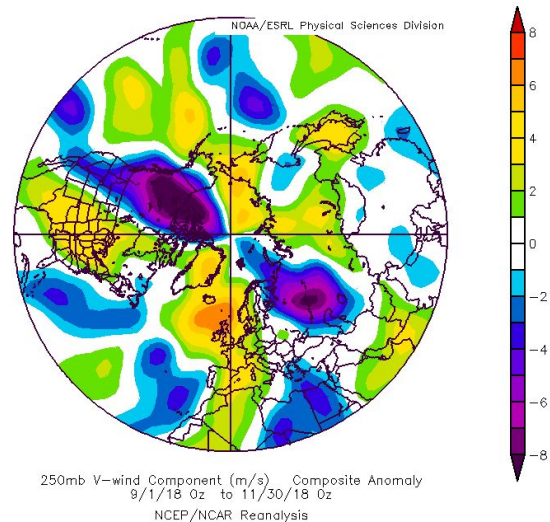 NOAA/ESRL Physical Sciences Division
8
6
4
2
-2
-4
-6
-8
250mb V-wind Component (m/s) Composite Anomaly
9/1/18 0z to 11/30/18 0z
NCEP/NCAR Reanalysis